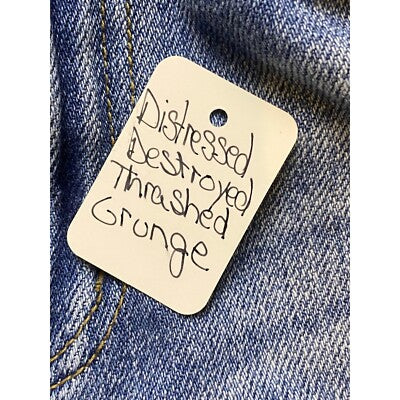 Distressed
Destroyed
Thrashed
Grunge